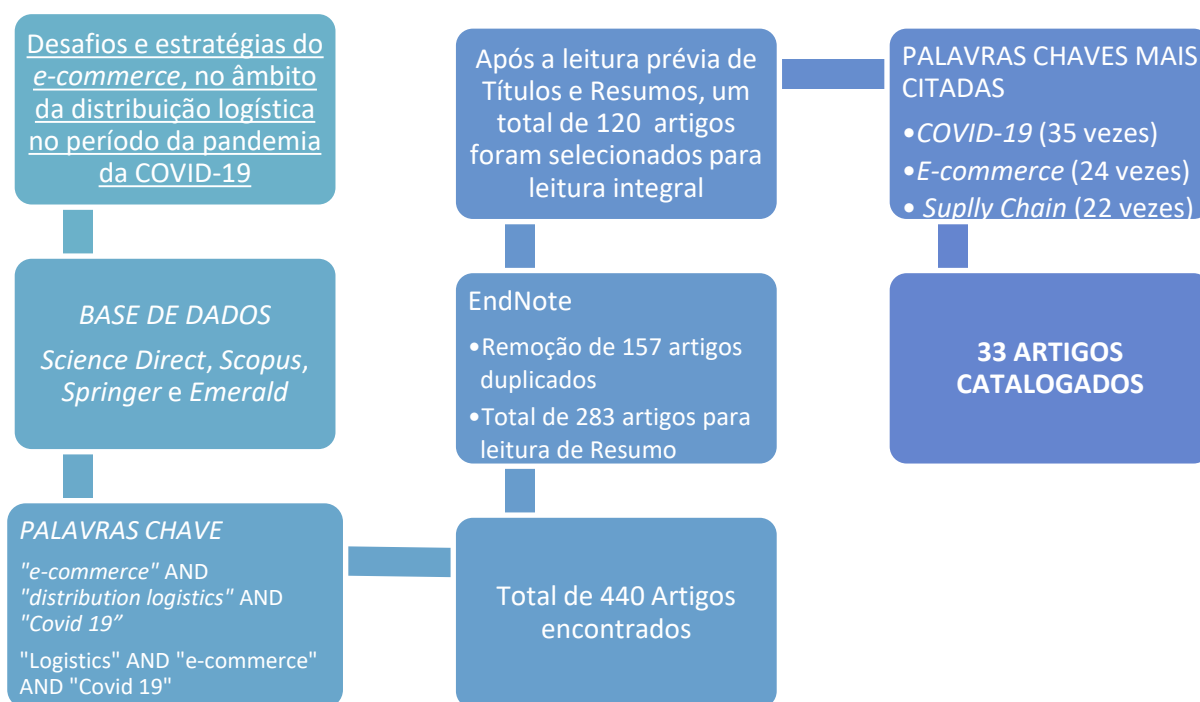 Desafios e estratégias do
e-commerce, no âmbito
da distribuição logística
no período da pandemia
da COVID-19
BASE DE DADOS
Science Direct, Scopus,
Springer e Emerald
PALAVRAS CHAVE
"e-commerce" AND
"distribution logistics" AND
"Covid 19”
"Logistics" AND "e-commerce"
AND "Covid 19"
Total de 440 Artigos
encontrados
EndNote
•Remoção de 157 artigos
duplicados
•Total de 283 artigos para
leitura de Resumo
Após a leitura prévia de
Títulos e Resumos, um
total de 120 artigos
foram selecionados para
leitura integral
PALAVRAS CHAVES MAIS
CITADAS
•COVID-19 (35 vezes)
•E-commerce (24 vezes)
• Suplly Chain (22 vezes)
33 ARTIGOS
CATALOGADOS